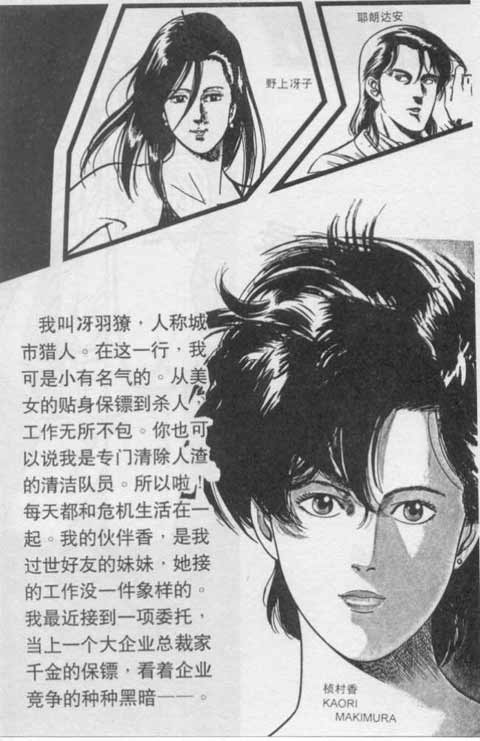 耶朗达安
野上冴子
我叫冴羽獠，人称城
市猎人。在这一行，我
可是小有名气的。从美
女的贴身保镖到杀人，
工作无所不包。你也可
以说我是专门清除人渣
的清洁队员。所以啦！
每天都和危机生活在一
起。我的伙伴香，是我
过世好友的妹妹，她接
的工作没一件象样的。
我最近接到一项委托，
当上一个大企业总裁家
千金的保镖，看着企业
竞争的种种黑暗——。
桢村香
KAORI
MAKIMURA